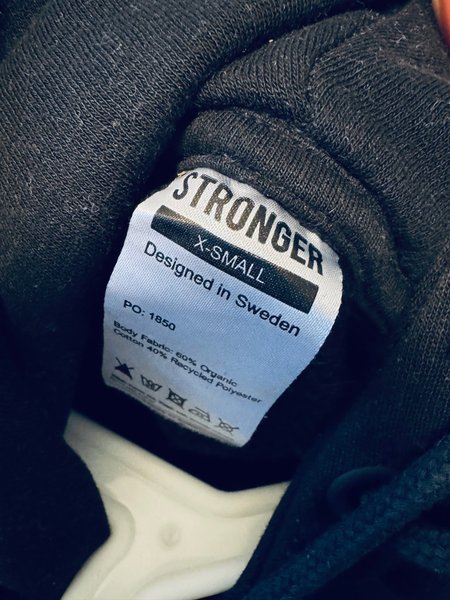 STRONGER
X-SMALL
Designed in Sweden
PO: 1850
Body Fabric: 60% Organic
Cotton 40% Recycled Polyester